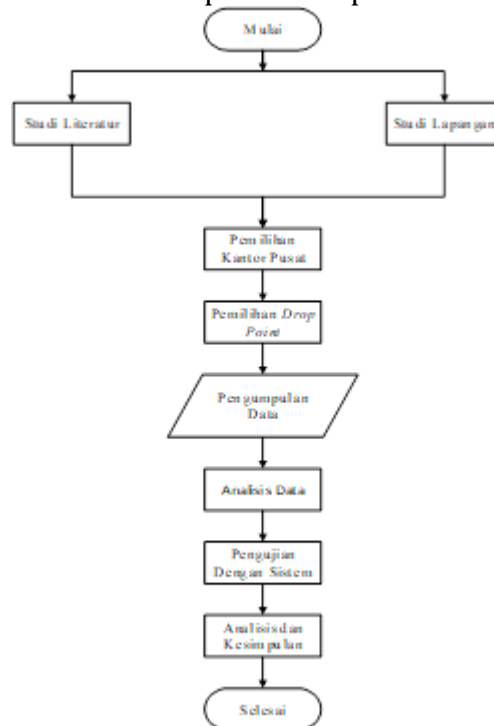 Mulai
Studi Literatur
Studi Lapangan
Pemilihan
Kantor Pusat
Pemilihan Drop
Point
Pengumpulan
Data
Analisis Data
Pengujian
Dengan Sistem
Analisis dan
Kesimpulan
Selesai